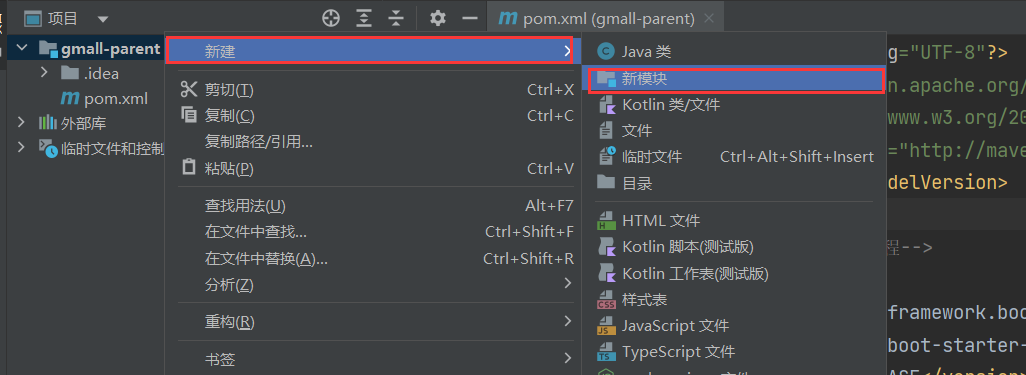 项目
pom.xml (gmall-parent)
gmall-parent
.idea
pom.xml
外部库
临时文件和控制
新建
剪切(T) Ctrl+X
复制(C) Ctrl+C
复制路径/引用...
粘贴(P) Ctrl+V
查找用法(U) Alt+F7
在文件中查找... Ctrl+Shift+F
在文件中替换(A)... Ctrl+Shift+R
分析(Z)
重构(R)
书签
Java 类
新模块
Kotlin 类/文件
文件
临时文件 Ctrl+Alt+Shift+Insert
目录
HTML 文件
Kotlin 脚本(测试版)
Kotlin 工作表(测试版)
样式表
JavaScript 文件
TypeScript 文件
g="UTF-8"?>
n.apache.org/
www.w3.org/20
="http://mave
delVersion>
程-->
framework.boo
boot-starter-
</version>